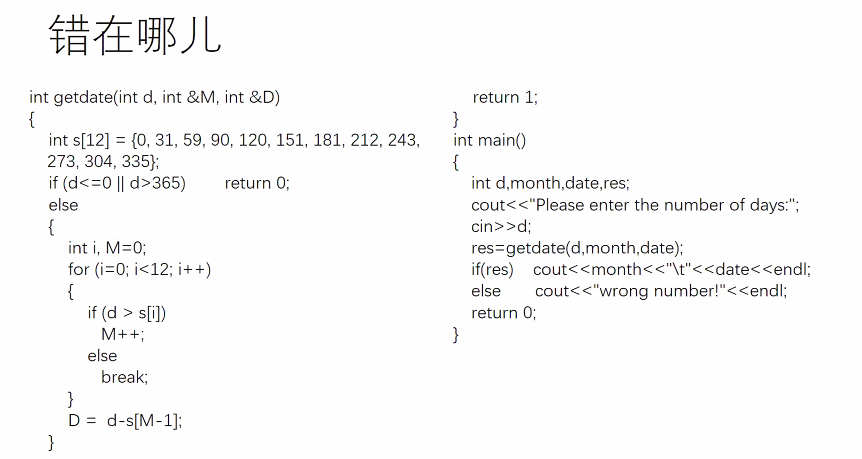 错在哪儿
int getdate(int d, int &M, int &D)
{
int s[12] = {0, 31, 59, 90, 120, 151, 181, 212, 243,
273, 304, 335};
if (d<=0 || d>365) return 0;
else
{
int i, M=0;
for (i=0; i<12; i++)
{
if (d > s[i])
M++;
else
break;
}
D = d-s[M-1];
}
return 1;
}
int main()
{
int d,month,date,res;
cout<<"Please enter the number of days:";
cin>>d;
res=getdate(d,month,date);
if(res) cout<<month<<"\t"<<date<<endl;
else cout<<"wrong number!"<<endl;
return 0;
}